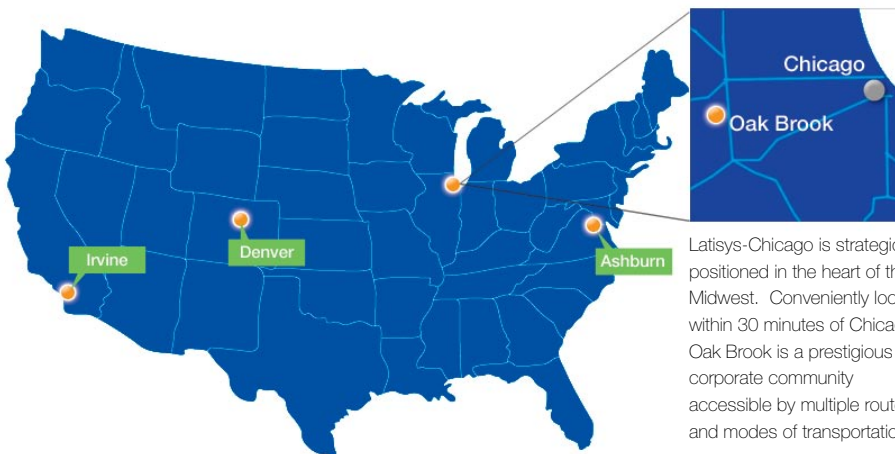 Chicago
Oak Brook
Irvine
Denver
Ashburn
Latisys-Chicago is strategic
positioned in the heart of th
Midwest. Conveniently loc
within 30 minutes of Chica
Oak Brook is a prestigious
corporate community
accessible by multiple rout
and modes of transportatio